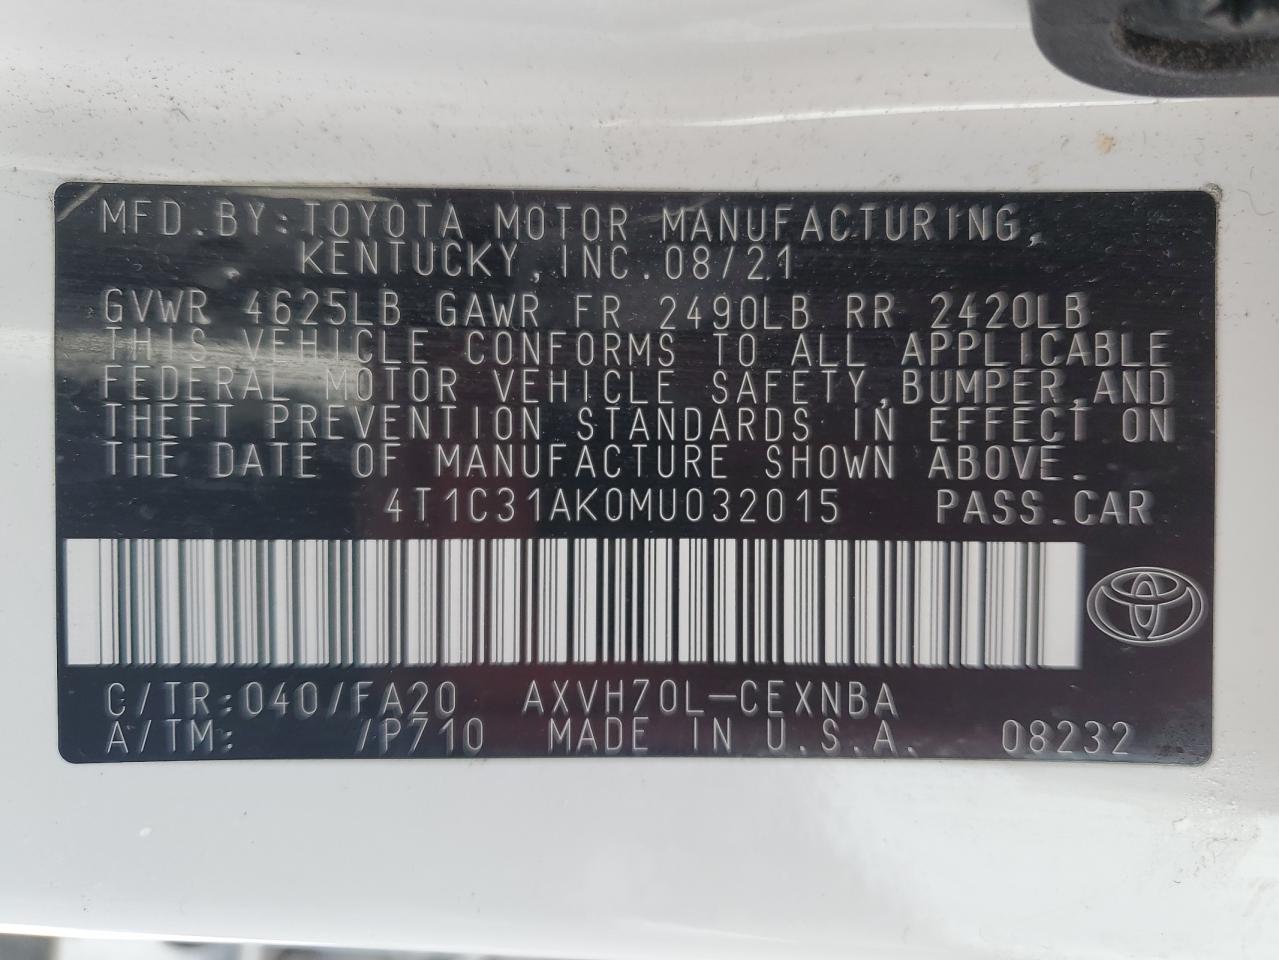 MFD.BY:TOYOTA MOTOR MANUFACTURING,
KENTUCKY,INC.08/21
GVWR 4625LB GAWR FR 2490LB RR 2420LB
THIS VEHICLE CONFORMS TO ALL APPLICABLE
FEDERAL MOTOR VEHICLE SAFETY,BUMPER,AND
THEFT PREVENTION STANDARDS IN EFFECT ON
THE DATE OF MANUFACTURE SHOWN ABOVE.
4T1C31AK0MU032015 PASS.CAR
C/TR:040/FA20 AXVH70L-CEXNBA
A/TM: /P710 MADE IN U.S.A. 08232